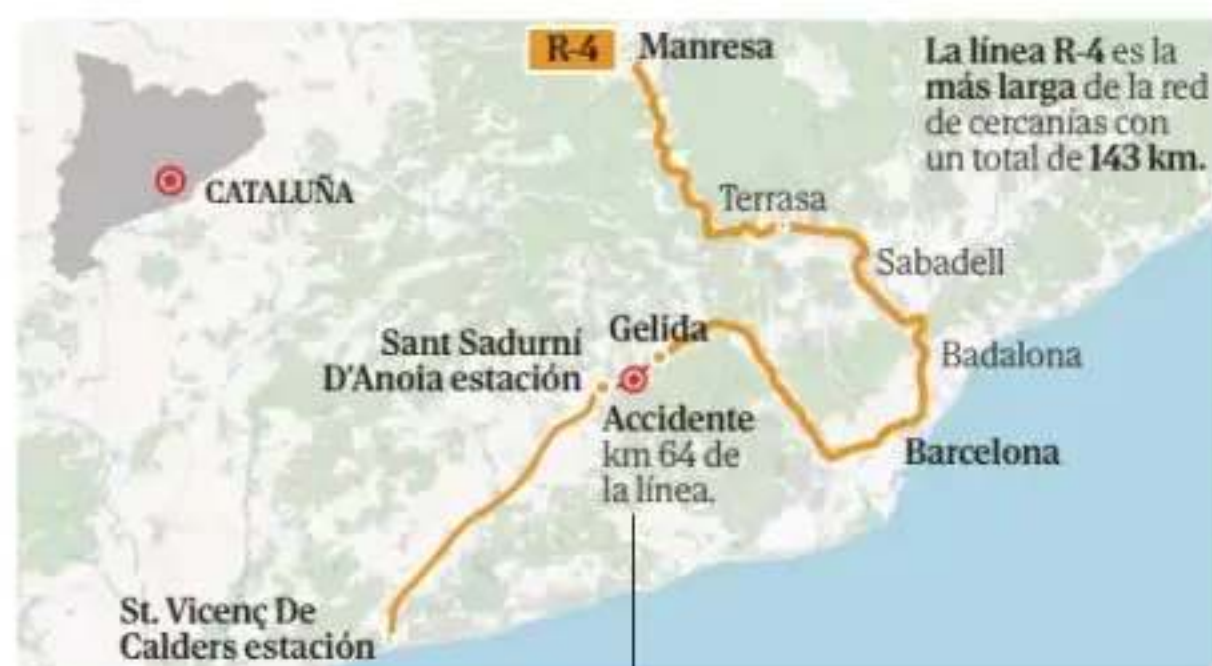 R-4
Manresa
La línea R-4 es la
más larga de la red
de cercanías con
un total de 143 km.
CATALUÑA
Terrasa
Sabadell
Gelida
Sant Sadurní
D'Anoia estación
Badalona
Accidente
km 64 de
la línea.
Barcelona
St. Vicenç De
Calders estación